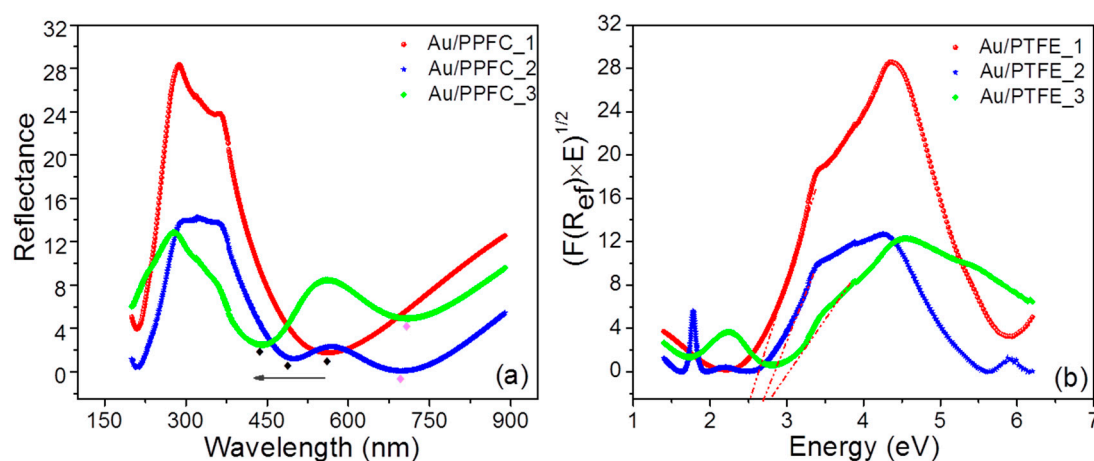 32
28
24
20
16
12
8
4
0
Reflectance
Au/PPFC_1
Au/PPFC_2
Au/PPFC_3
(a)
150 300 450 600 750 900
Wavelength (nm)
32
28
24
20
16
12
8
4
0
(F(Ref)×E)1/2
Au/PTFE_1
Au/PTFE_2
Au/PTFE_3
(b)
1 2 3 4 5 6 7
Energy (eV)